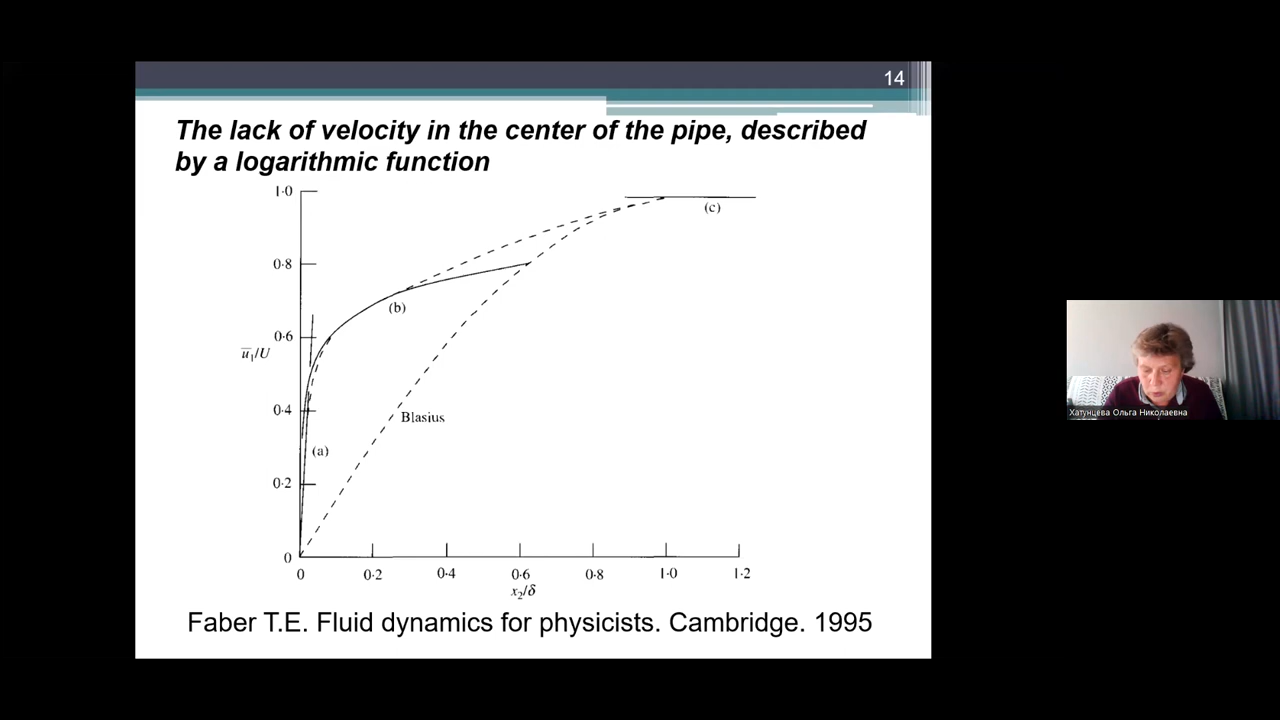 14
The lack of velocity in the center of the pipe, described
by a logarithmic function
1·0
(c)
0·8
(b)
0·6
u̅₁/U
0·4
Blasius
(a)
0·2
0
0 0·2 0·4 0·6 0·8 1·0 1·2
x₂/δ
Faber T.E. Fluid dynamics for physicists. Cambridge. 1995
Хатунцева Ольга Николаевна